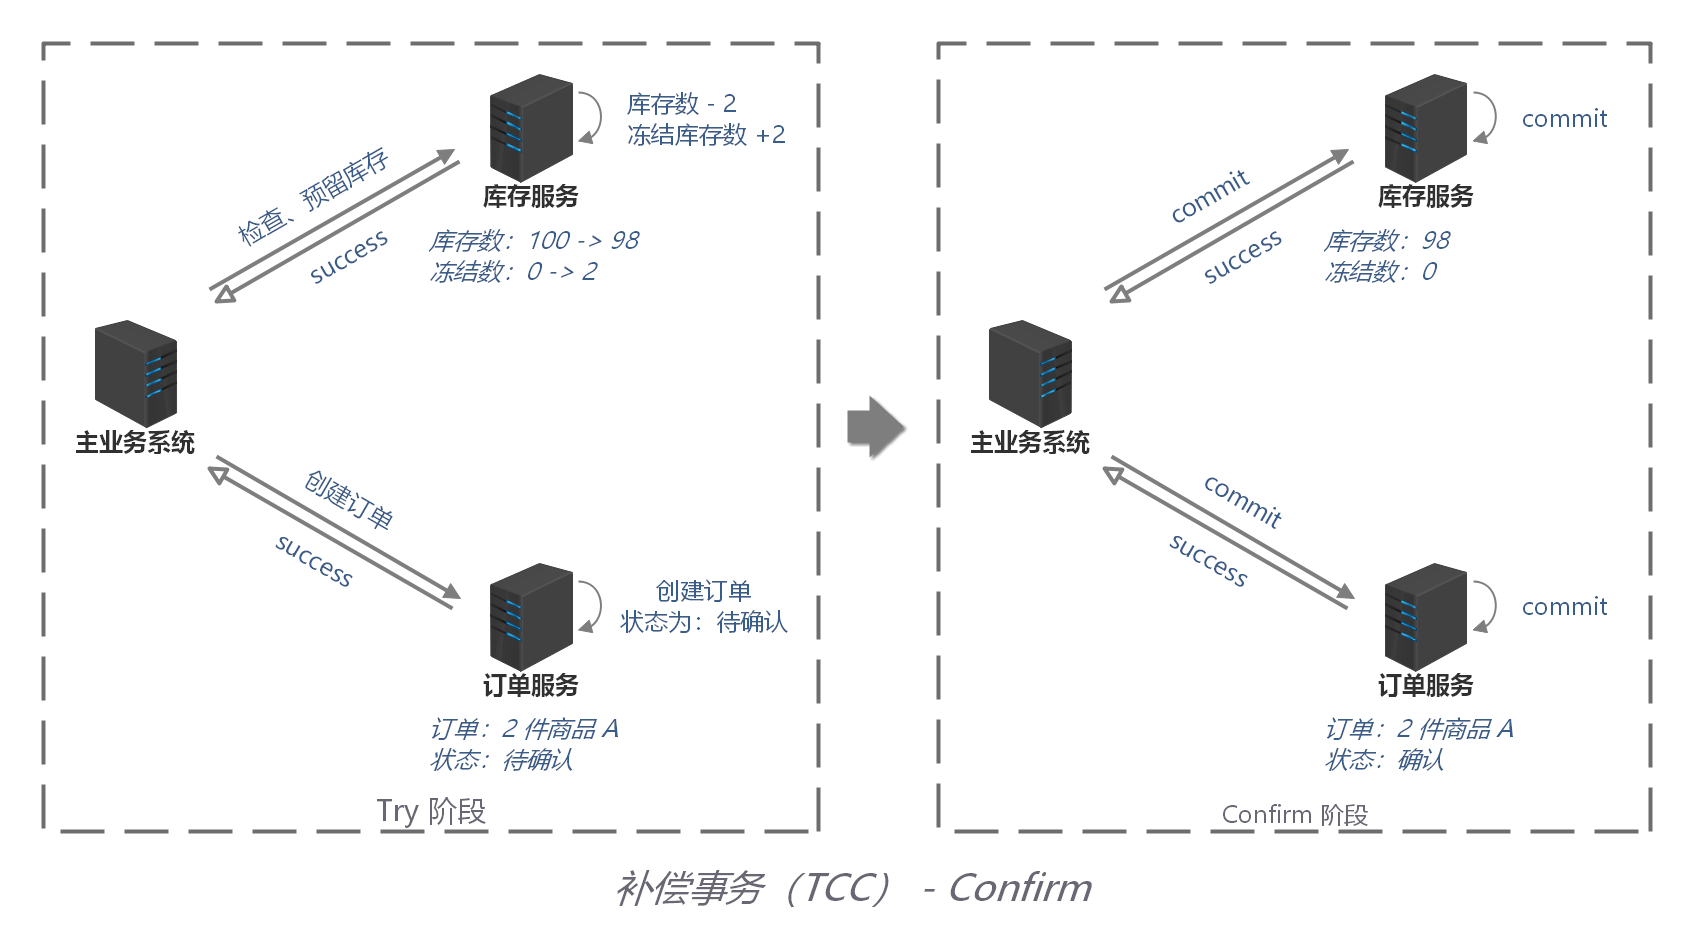 库存数 - 2
冻结库存数 +2
检查、预留库存
success
库存服务
库存数：100 -> 98
冻结数：0 -> 2
主业务系统
创建订单
success
创建订单
状态为：待确认
订单服务
订单：2 件商品 A
状态：待确认
Try 阶段
commit
commit
success
库存服务
库存数：98
冻结数：0
主业务系统
commit
success
commit
订单服务
订单：2 件商品 A
状态：确认
Confirm 阶段
补偿事务（TCC） - Confirm